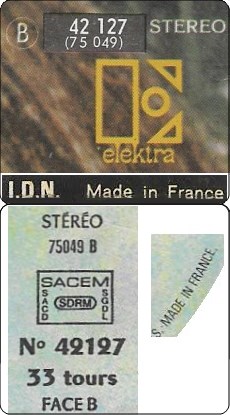 B
42 127
(75 049)
STEREO
elektra
I.D.N. Made in France
STÉRÉO
75049 B
SACEM
SACD
SDRM
SGDL
Nº 42127
33 tours
FACE B
S. - MADE IN FRANCE.